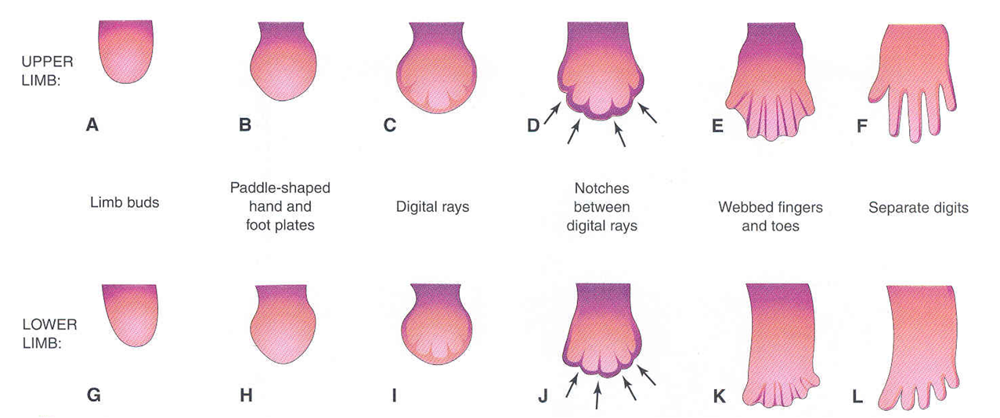 UPPER
LIMB:
A
B
C
D
E
F
Limb buds
Paddle-shaped
hand and
foot plates
Digital rays
Notches
between
digital rays
Webbed fingers
and toes
Separate digits
LOWER
LIMB:
G
H
I
J
K
L